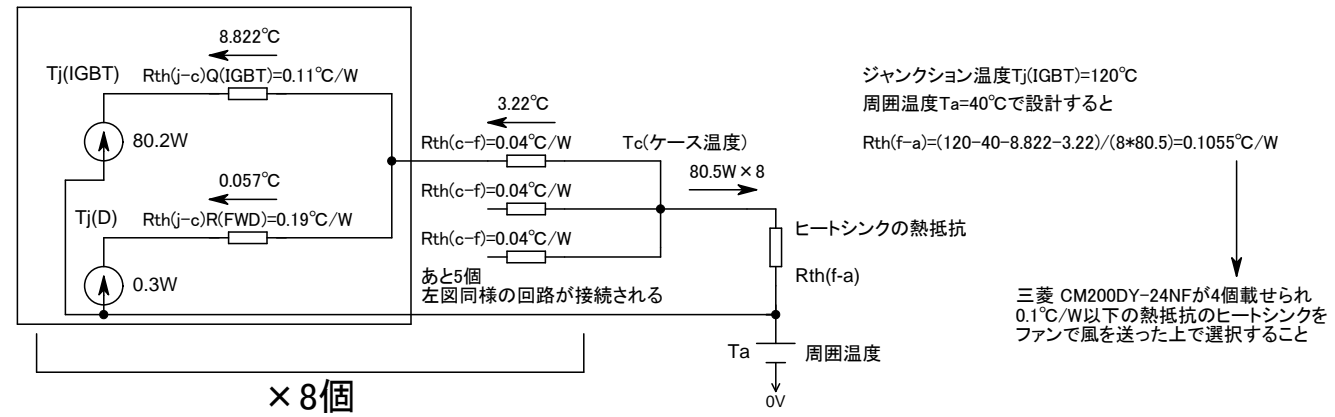 8.822℃
Tj(IGBT)
Rth(j-c)Q(IGBT)=0.11℃/W
80.2W
0.057℃
Tj(D)
Rth(j-c)R(FWD)=0.19℃/W
0.3W
3.22℃
Rth(c-f)=0.04℃/W
Tc(ケース温度)
80.5W×8
Rth(c-f)=0.04℃/W
Rth(c-f)=0.04℃/W
あと5個
左図同様の回路が接続される
ヒートシンクの熱抵抗
Rth(f-a)
Ta
周囲温度
0V
×8個
ジャンクション温度Tj(IGBT)=120℃
周囲温度Ta=40℃で設計すると
Rth(f-a)=(120-40-8.822-3.22)/(8*80.5)=0.1055℃/W
三菱 CM200DY-24NFが4個載せられ
0.1℃/W以下の熱抵抗のヒートシンクを
ファンで風を送った上で選択すること